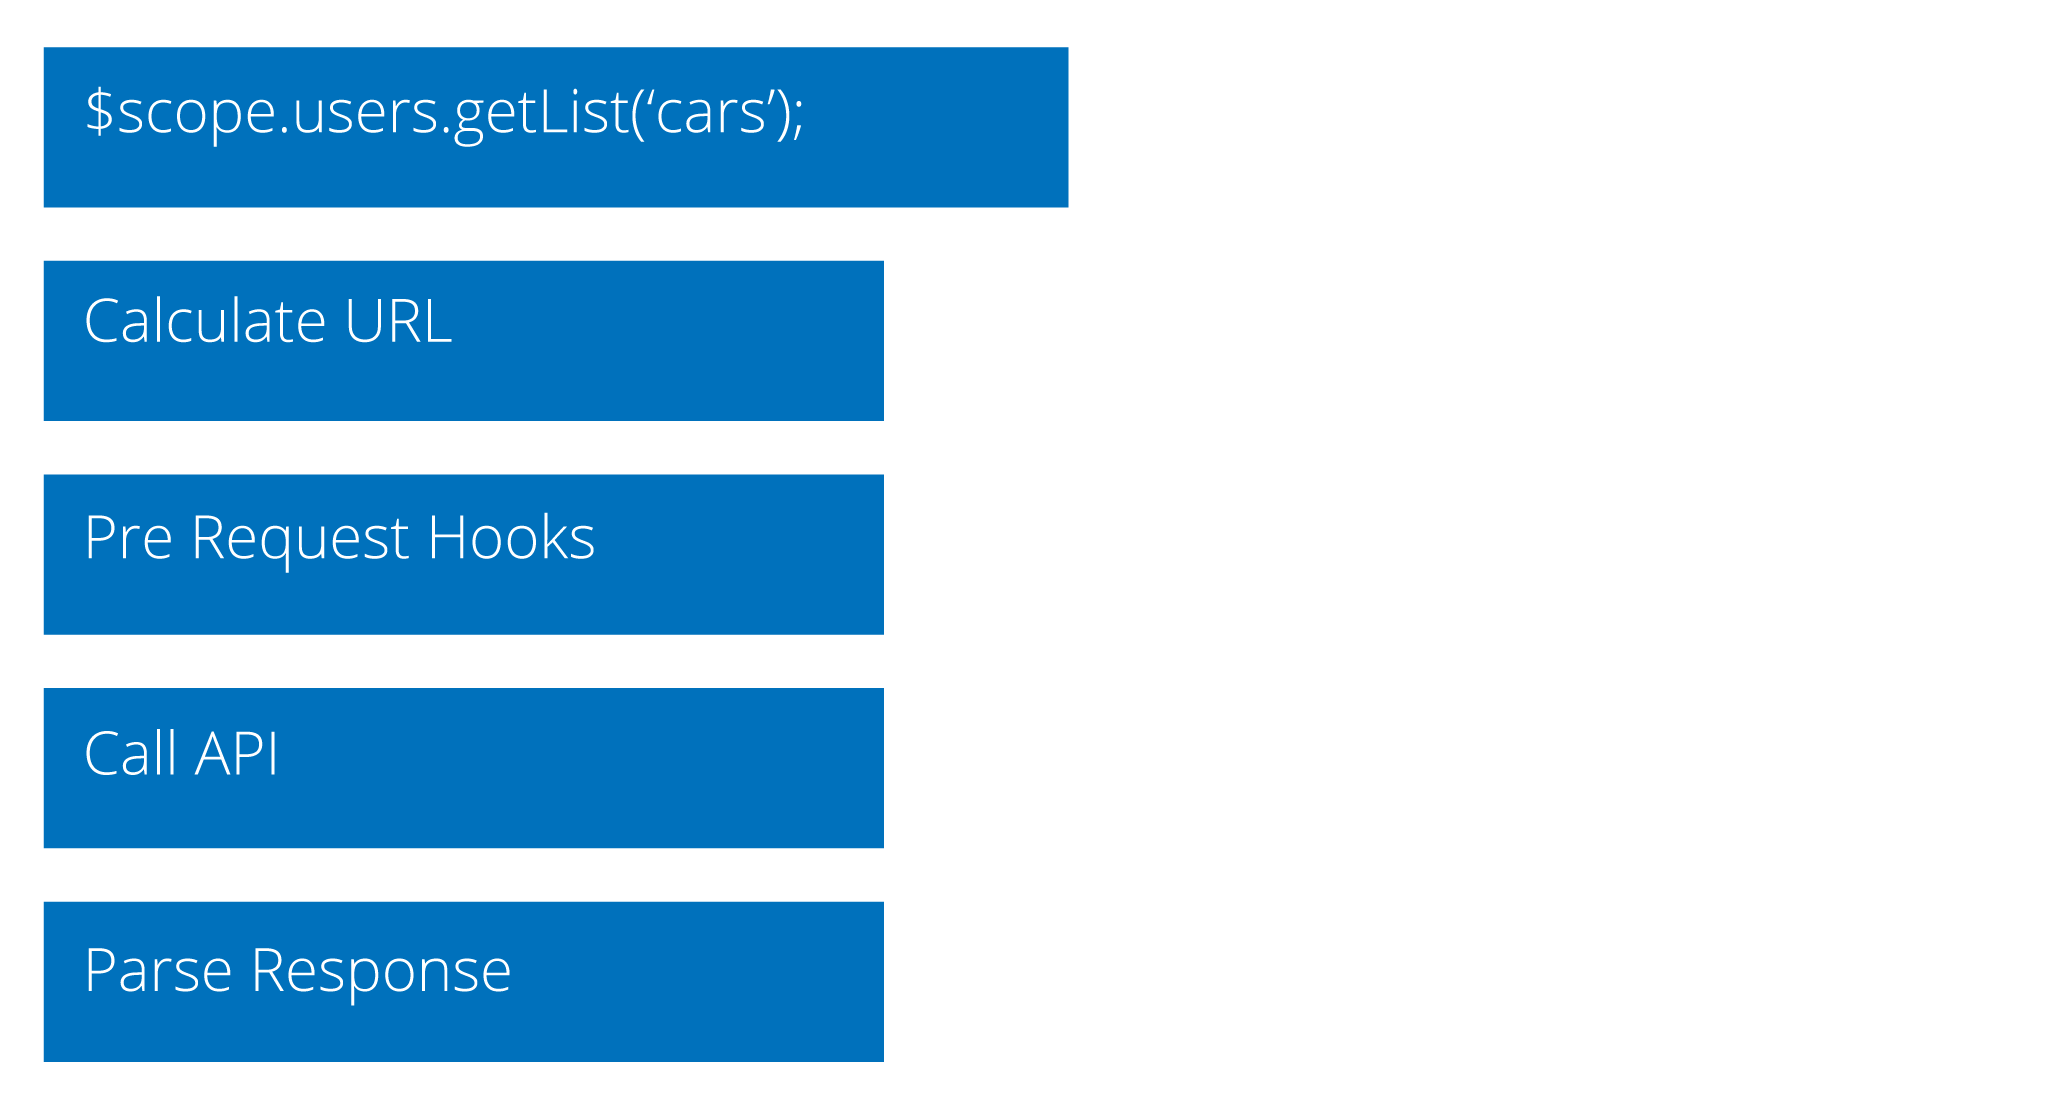 $scope.users.getList(‘cars’);
Calculate URL
Pre Request Hooks
Call API
Parse Response